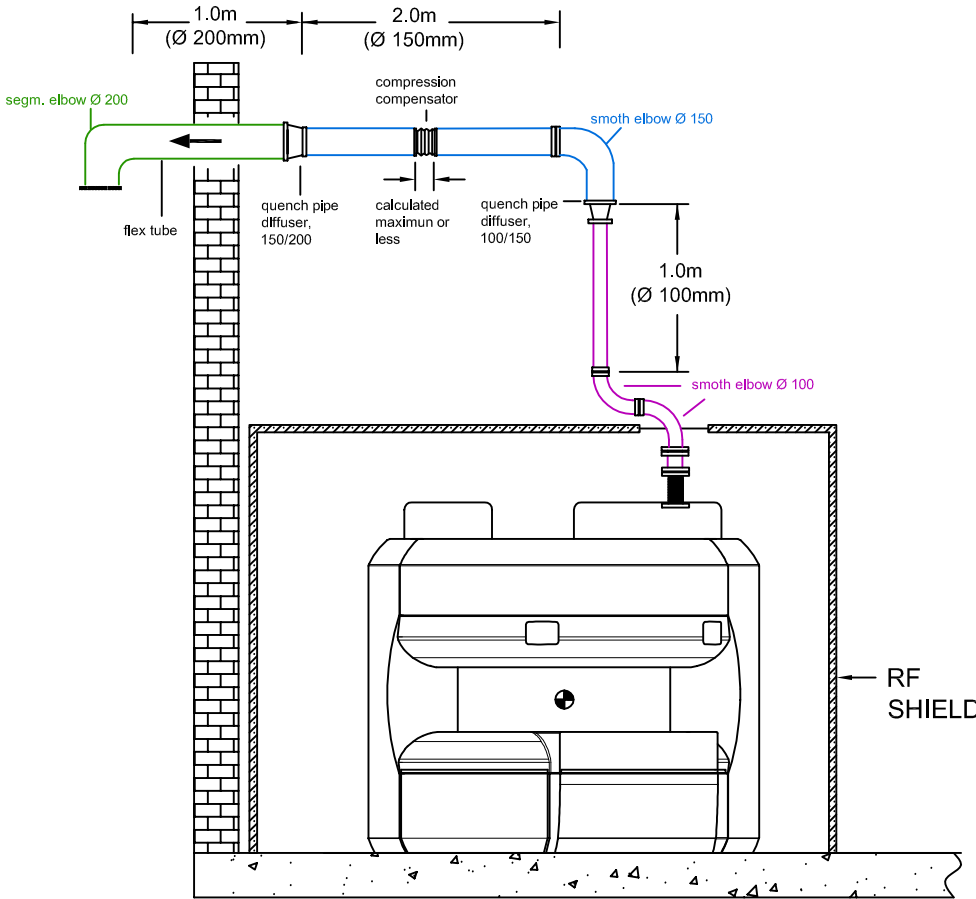 1.0m
(Ø 200mm)
2.0m
(Ø 150mm)
segm. elbow Ø 200
compression
compensator
smoth elbow Ø 150
flex tube
quench pipe
diffuser,
150/200
calculated
maximun or
less
quench pipe
diffuser,
100/150
1.0m
(Ø 100mm)
smoth elbow Ø 100
RF
SHIELD